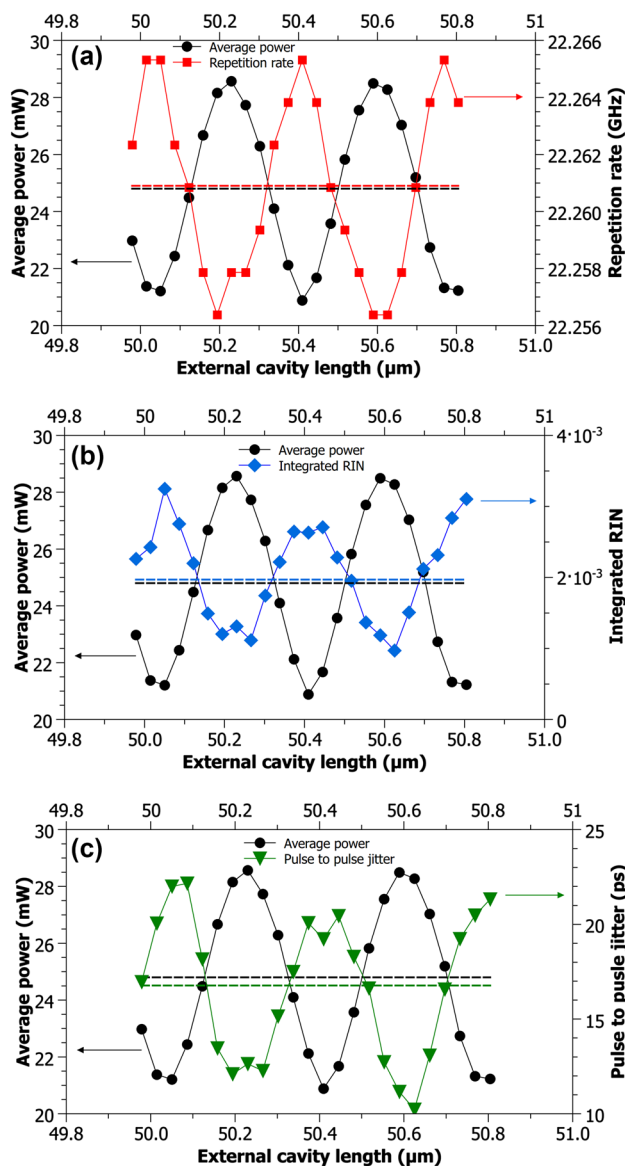 49.8 50 50.2 50.4 50.6 50.8 51
(a)
Average power
Repetition rate
30
28
26
24
22
20
Average power (mW)
22.266
22.264
22.262
22.260
22.258
22.256
Repetition rate (GHz)
49.8 50.0 50.2 50.4 50.6 50.8 51.0
External cavity length (µm)
49.8 50 50.2 50.4 50.6 50.8 51
(b)
Average power
Integrated RIN
30
28
26
24
22
20
Average power (mW)
4·10-3
2·10-3
0
Integrated RIN
49.8 50.0 50.2 50.4 50.6 50.8 51.0
External cavity length (µm)
49.8 50 50.2 50.4 50.6 50.8 51
(c)
Average power
Pulse to pulse jitter
30
28
26
24
22
20
Average power (mW)
25
20
15
10
Pulse to pusle jitter (ps)
49.8 50.0 50.2 50.4 50.6 50.8 51.0
External cavity length (µm)